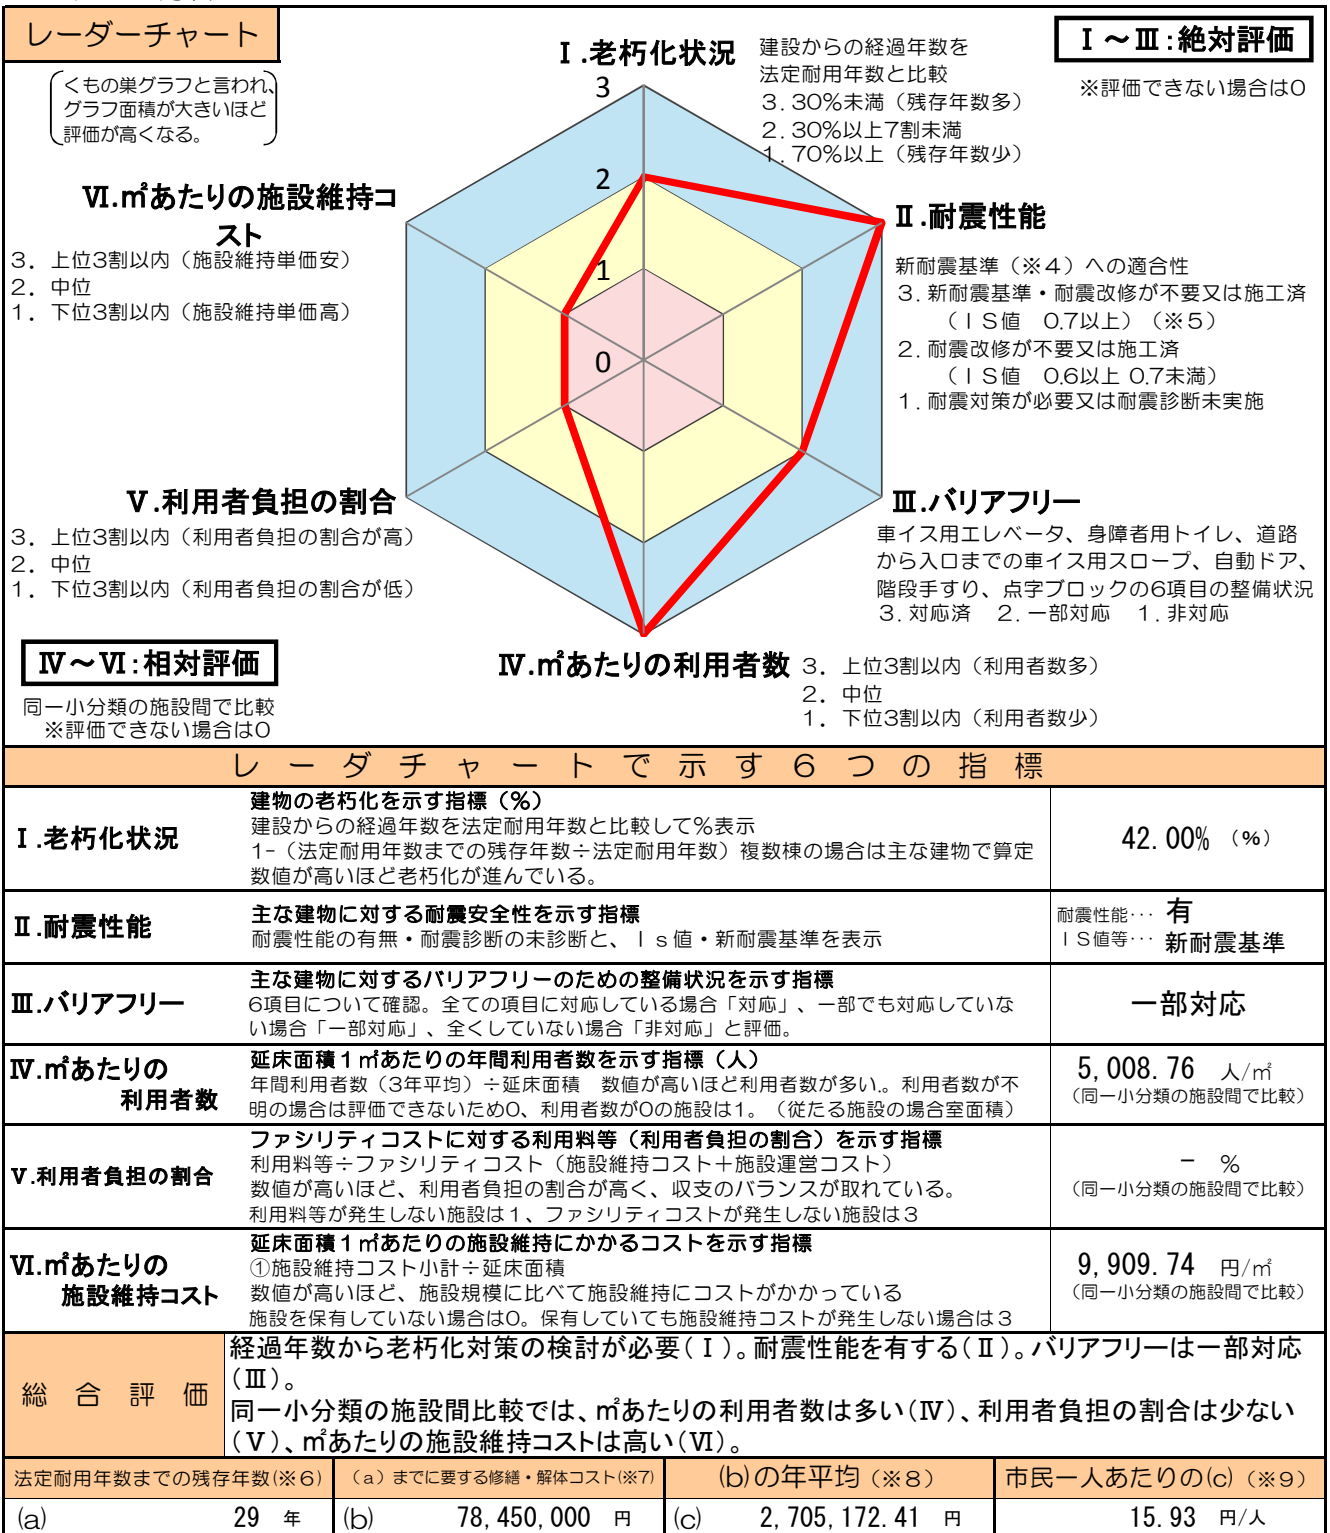 レーダーチャート
くもの巣グラフと言われ、
グラフ面積が大きいほど
評価が高くなる。
Ⅰ～Ⅲ：絶対評価
※評価できない場合は0
Ⅰ.老朽化状況
建設からの経過年数を
法定耐用年数と比較
3. 30%未満（残存年数多）
2. 30%以上7割未満
1. 70%以上（残存年数少）
3
2
1
0
Ⅱ.耐震性能
新耐震基準（※4）への適合性
3. 新耐震基準・耐震改修が不要又は施工済
（ＩＳ値　0.7以上）（※5）
2. 耐震改修が不要又は施工済
（ＩＳ値　0.6以上 0.7未満）
1. 耐震対策が必要又は耐震診断未実施
Ⅵ.㎡あたりの施設維持コ
スト
3. 上位3割以内（施設維持単価安）
2. 中位
1. 下位3割以内（施設維持単価高）
Ⅲ.バリアフリー
車イス用エレベータ、身障者用トイレ、道路
から入口までの車イス用スロープ、自動ドア、
階段手すり、点字ブロックの6項目の整備状況
3. 対応済　2. 一部対応　1. 非対応
Ⅴ.利用者負担の割合
3. 上位3割以内（利用者負担の割合が高）
2. 中位
1. 下位3割以内（利用者負担の割合が低）
Ⅳ～Ⅵ：相対評価
同一小分類の施設間で比較
※評価できない場合は0
Ⅳ.㎡あたりの利用者数
3. 上位3割以内（利用者数多）
2. 中位
1. 下位3割以内（利用者数少）
レーダチャートで示す6つの指標
Ⅰ.老朽化状況
建物の老朽化を示す指標（%）
建設からの経過年数を法定耐用年数と比較して%表示
1-（法定耐用年数までの残存年数÷法定耐用年数）複数棟の場合は主な建物で算定
数値が高いほど老朽化が進んでいる。
42.00% （%）
Ⅱ.耐震性能
主な建物に対する耐震安全性を示す指標
耐震性能の有無・耐震診断の未診断と、Ｉｓ値・新耐震基準を表示
耐震性能… 有
ＩＳ値等… 新耐震基準
Ⅲ.バリアフリー
主な建物に対するバリアフリーのための整備状況を示す指標
6項目について確認。全ての項目に対応している場合「対応」、一部でも対応していな
い場合「一部対応」、全くしていない場合「非対応」と評価。
一部対応
Ⅳ.㎡あたりの
利用者数
延床面積1㎡あたりの年間利用者数を示す指標（人）
年間利用者数（3年平均）÷延床面積　数値が高いほど利用者数が多い。利用者数が不
明の場合は評価できないため0、利用者数が0の施設は1。（従たる施設の場合室面積）
5,008.76 人/㎡
（同一小分類の施設間で比較）
Ⅴ.利用者負担の割合
ファシリティコストに対する利用料等（利用者負担の割合）を示す指標
利用料等÷ファシリティコスト（施設維持コスト＋施設運営コスト）
数値が高いほど、利用者負担の割合が高く、収支のバランスが取れている。
利用料等が発生しない施設は1、ファシリティコストが発生しない施設は3
－ %
（同一小分類の施設間で比較）
Ⅵ.㎡あたりの
施設維持コスト
延床面積1㎡あたりの施設維持にかかるコストを示す指標
①施設維持コスト小計÷延床面積
数値が高いほど、施設規模に比べて施設維持にコストがかかっている
施設を保有していない場合は0。保有していても施設維持コストが発生しない場合は3
9,909.74 円/㎡
（同一小分類の施設間で比較）
総合評価
経過年数から老朽化対策の検討が必要(Ⅰ)。耐震性能を有する(Ⅱ)。バリアフリーは一部対応
(Ⅲ)。
同一小分類の施設間比較では、㎡あたりの利用者数は多い(Ⅳ)、利用者負担の割合は少ない
(Ⅴ)、㎡あたりの施設維持コストは高い(Ⅵ)。
法定耐用年数までの残存年数(※6)
（a）までに要する修繕・解体コスト(※7)
(b)の年平均（※8）
市民一人あたりの(c)（※9）
(a) 29 年
(b) 78,450,000 円
(c) 2,705,172.41 円
15.93 円/人